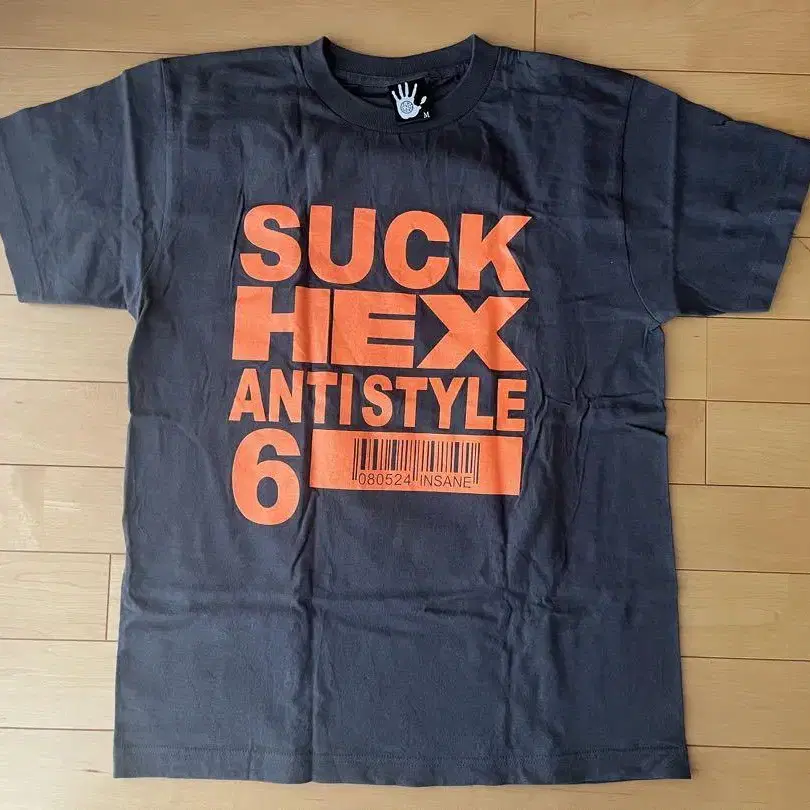 M
SUCK
HEX
ANTISTYLE
6
080524 INSANE